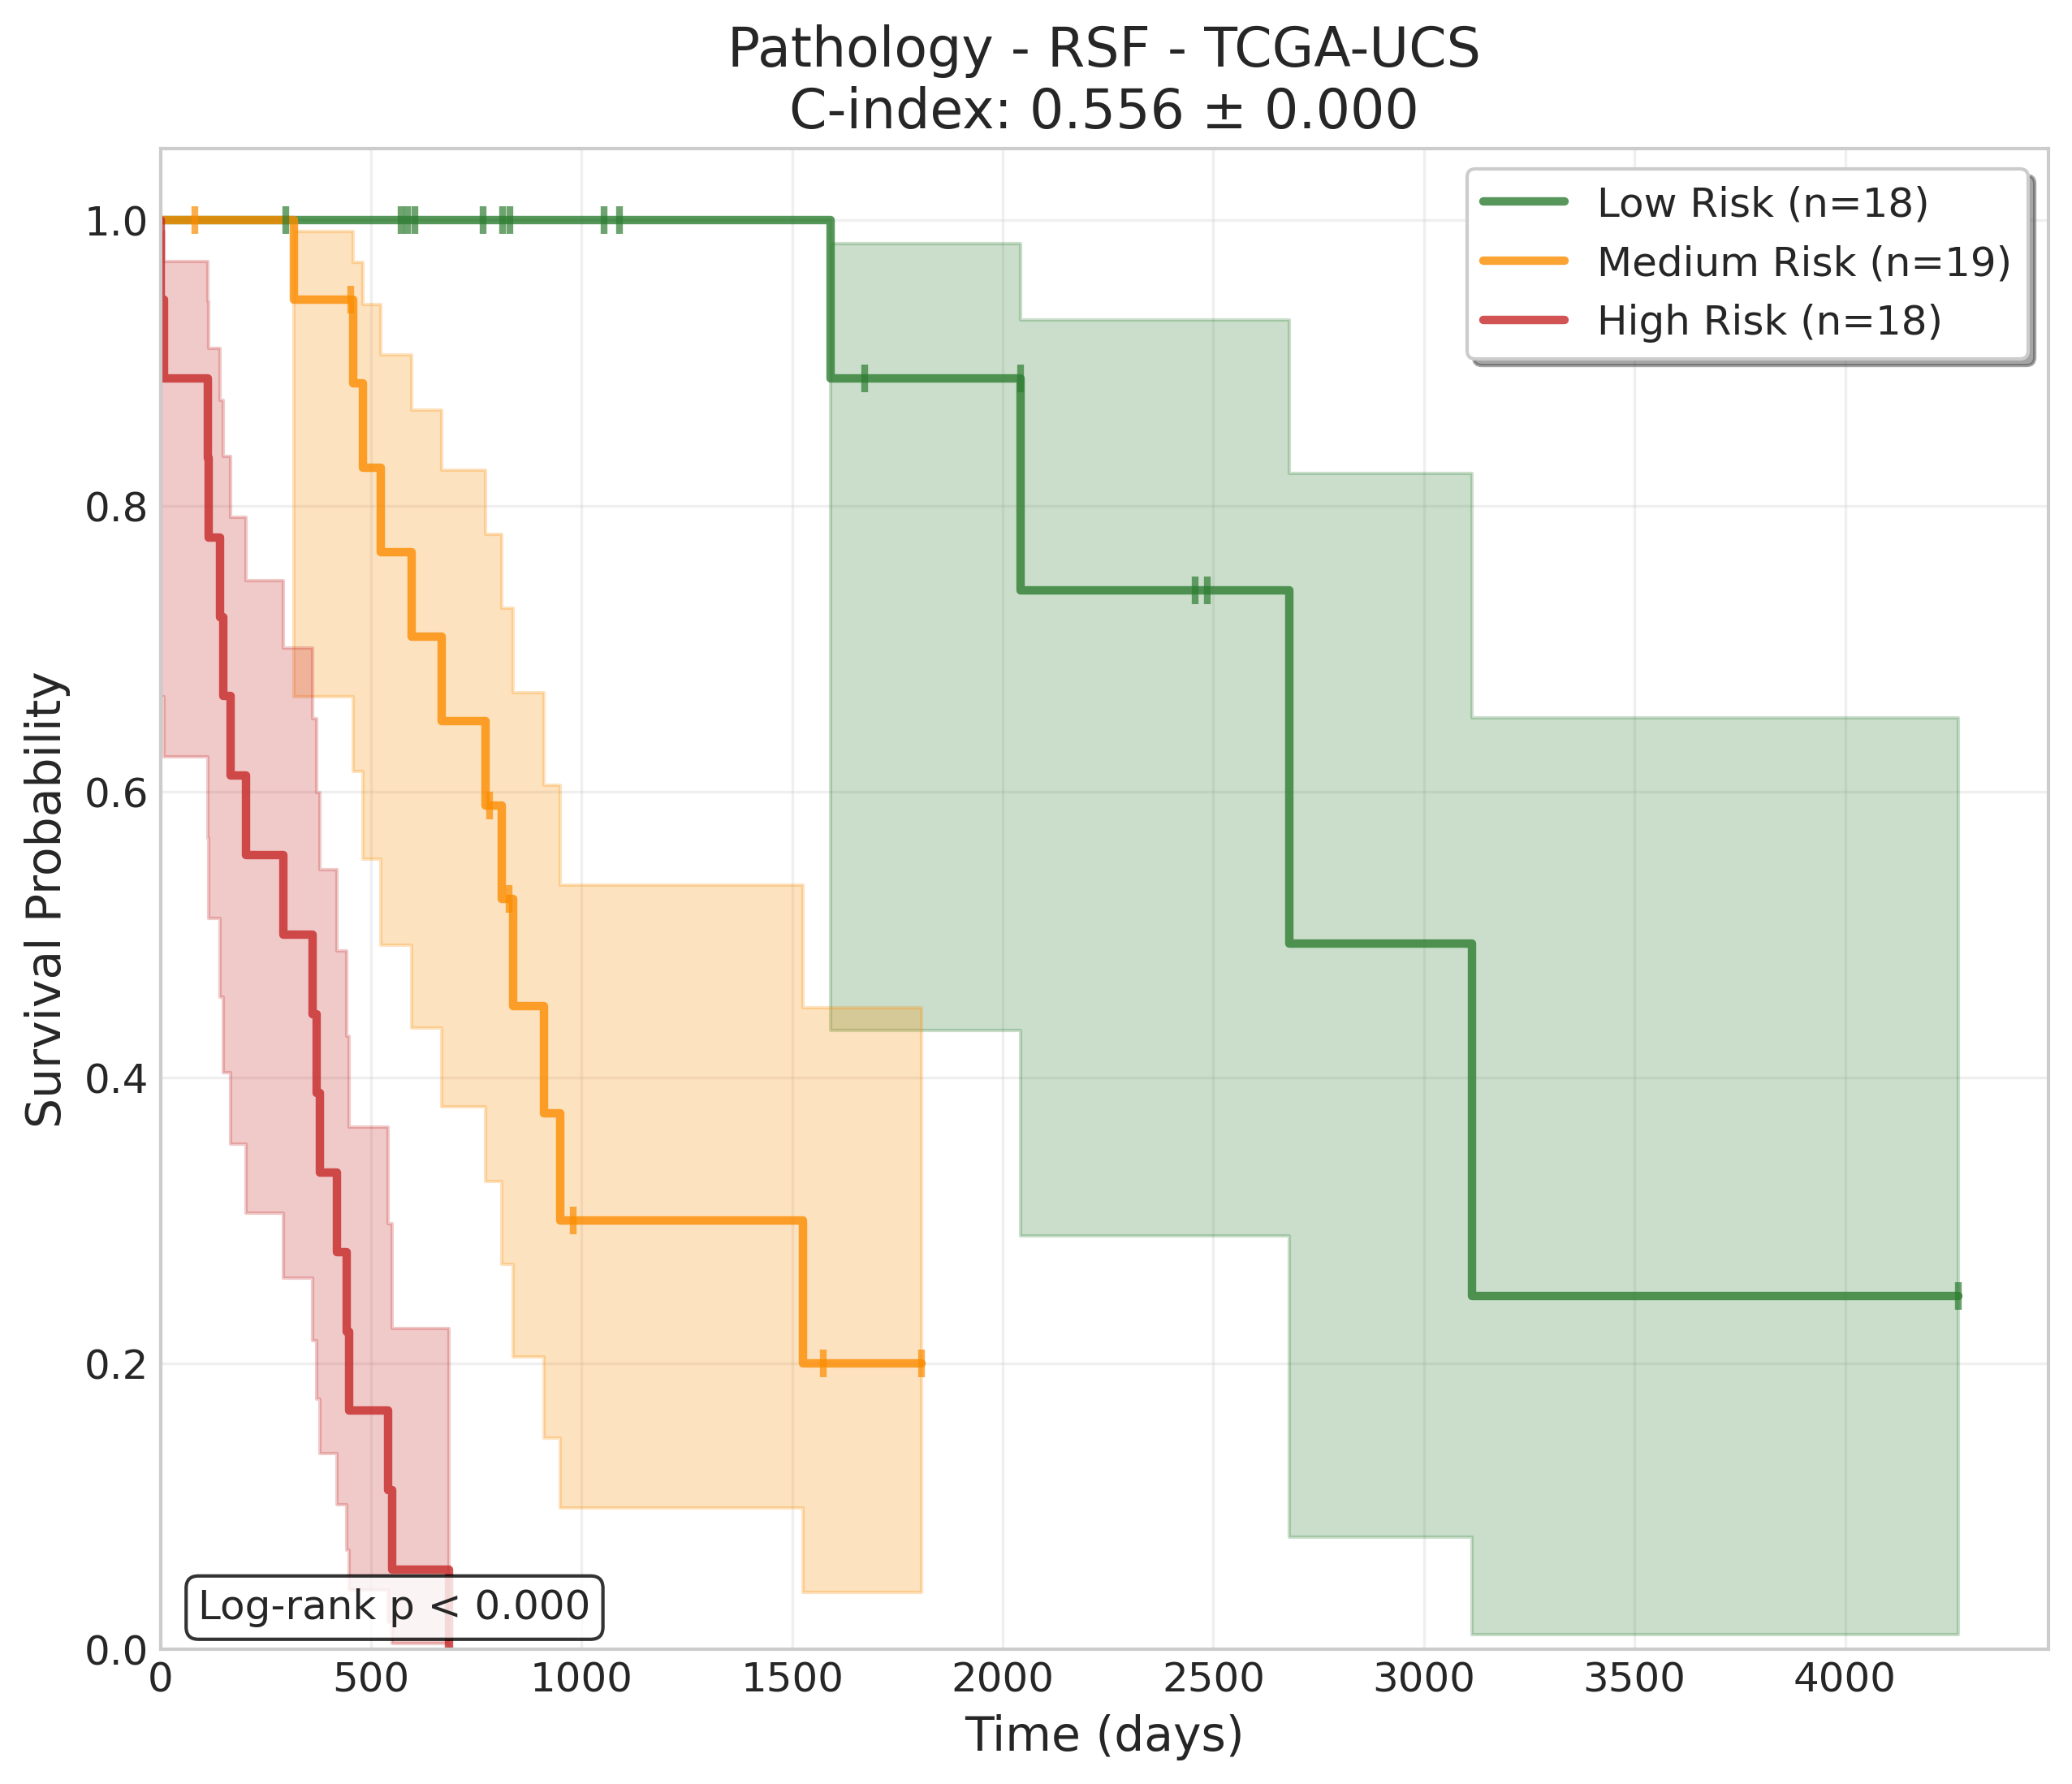 Pathology - RSF - TCGA-UCS
C-index: 0.556 ± 0.000
Low Risk (n=18)
Medium Risk (n=19)
High Risk (n=18)
Survival Probability
1.0
0.8
0.6
0.4
0.2
0.0
Log-rank p < 0.000
0 500 1000 1500 2000 2500 3000 3500 4000
Time (days)